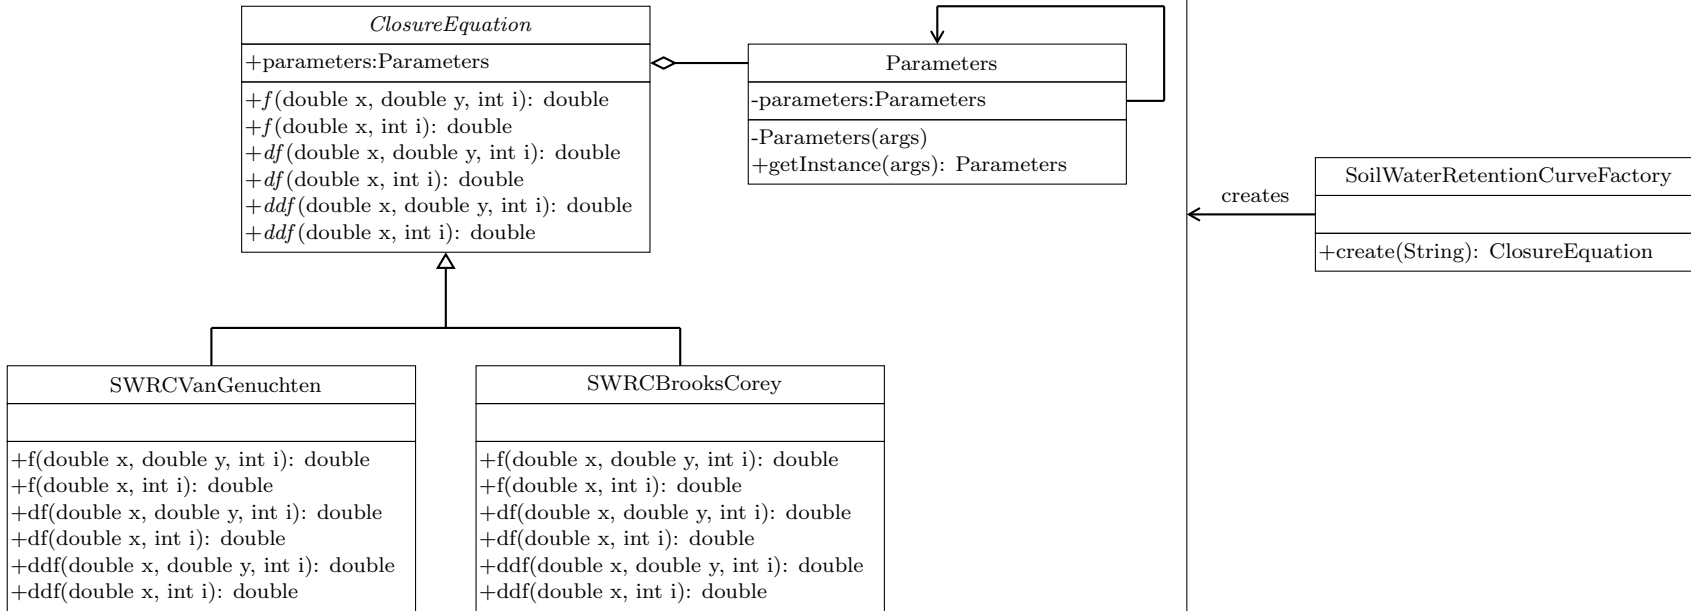 ClosureEquation
+parameters:Parameters
+f(double x, double y, int i): double
+f(double x, int i): double
+df(double x, double y, int i): double
+df(double x, int i): double
+ddf(double x, double y, int i): double
+ddf(double x, int i): double
Parameters
-parameters:Parameters
-Parameters(args)
+getInstance(args): Parameters
creates
SoilWaterRetentionCurveFactory
+create(String): ClosureEquation
SWRCVanGenuchten
+f(double x, double y, int i): double
+f(double x, int i): double
+df(double x, double y, int i): double
+df(double x, int i): double
+ddf(double x, double y, int i): double
+ddf(double x, int i): double
SWRCBrooksCorey
+f(double x, double y, int i): double
+f(double x, int i): double
+df(double x, double y, int i): double
+df(double x, int i): double
+ddf(double x, double y, int i): double
+ddf(double x, int i): double